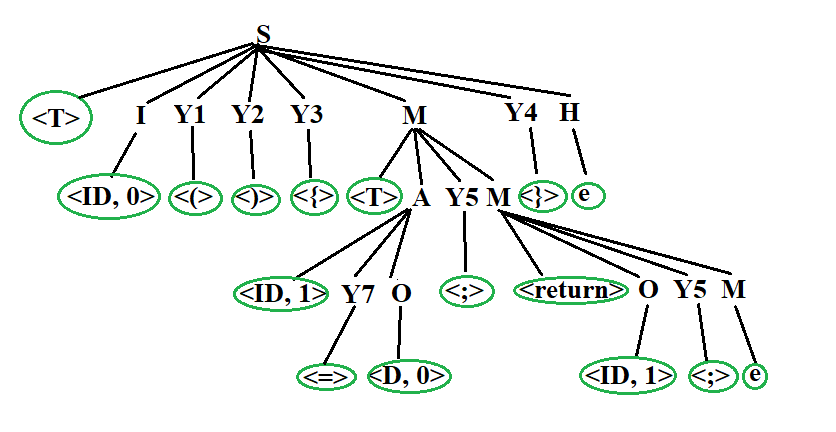 S
<T> I Y1 Y2 Y3 M Y4 H
<ID, 0> <(> <)> <{> <T> A Y5 M <}> e
<ID, 1> Y7 O <;> <return> O Y5 M
<=> <D, 0> <ID, 1> <;> e